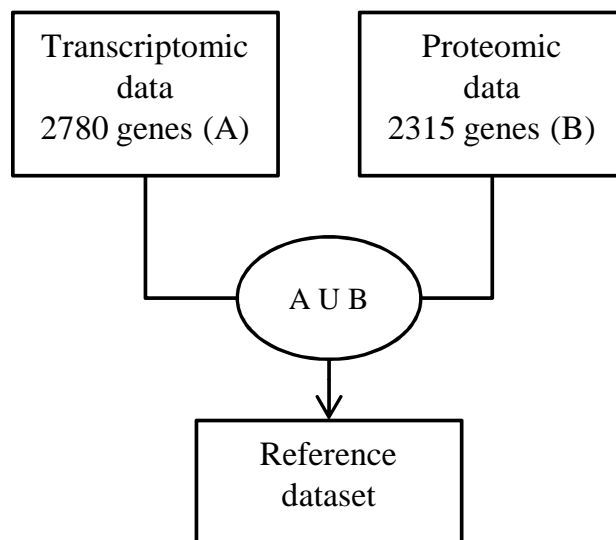 Transcriptomic
data
2780 genes (A)
Proteomic
data
2315 genes (B)
A U B
Reference
dataset